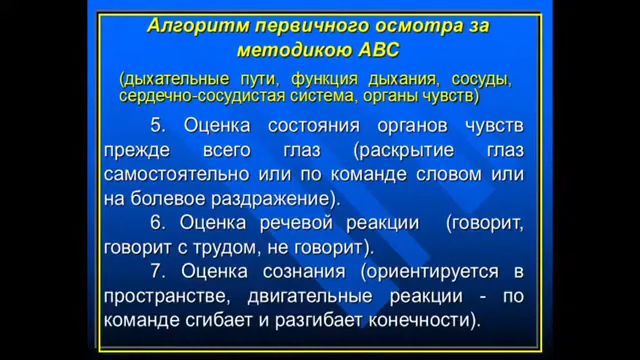 Алгоритм первичного осмотра за
методикою АВС
(дыхательные пути, функция дыхания, сосуды,
сердечно-сосудистая система, органы чувств)
5. Оценка состояния органов чувств
прежде всего глаз (раскрытие глаз
самостоятельно или по команде словом или
на болевое раздражение).
6. Оценка речевой реакции (говорит,
говорит с трудом, не говорит).
7. Оценка сознания (ориентируется в
пространстве, двигательные реакции - по
команде сгибает и разгибает конечности).